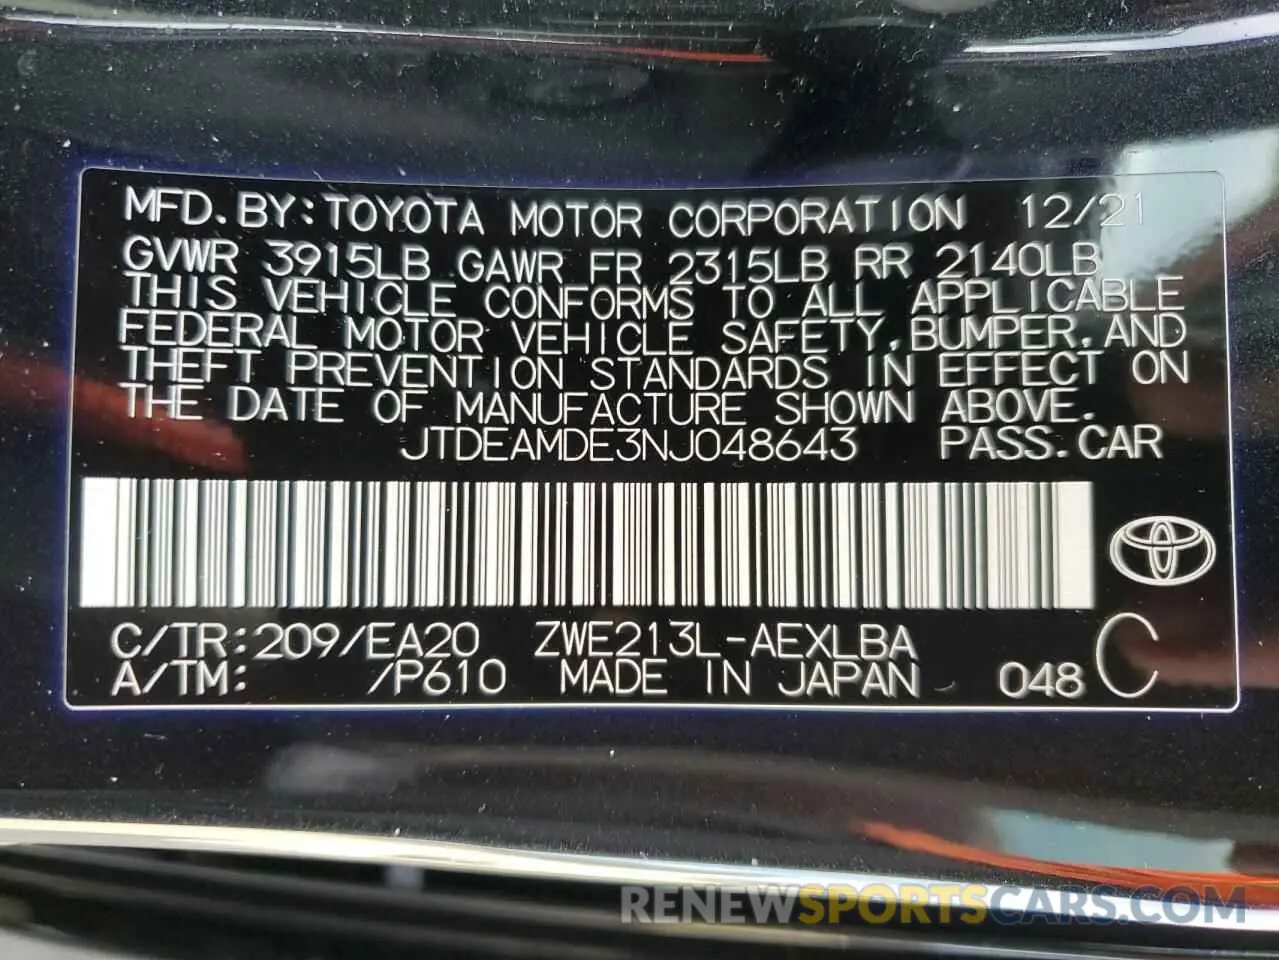 MFD.BY:TOYOTA MOTOR CORPORATION 12/21
GVWR 3915LB GAWR FR 2315LB RR 2140LB
THIS VEHICLE CONFORMS TO ALL APPLICABLE
FEDERAL MOTOR VEHICLE SAFETY,BUMPER,AND
THEFT PREVENTION STANDARDS IN EFFECT ON
THE DATE OF MANUFACTURE SHOWN ABOVE.
JTDEAMDE3NJ048643 PASS.CAR
C/TR:209/EA20 ZWE213L-AEXLBA
A/TM: /P610 MADE IN JAPAN 048 C
RENEWSPORTSCARS.COM